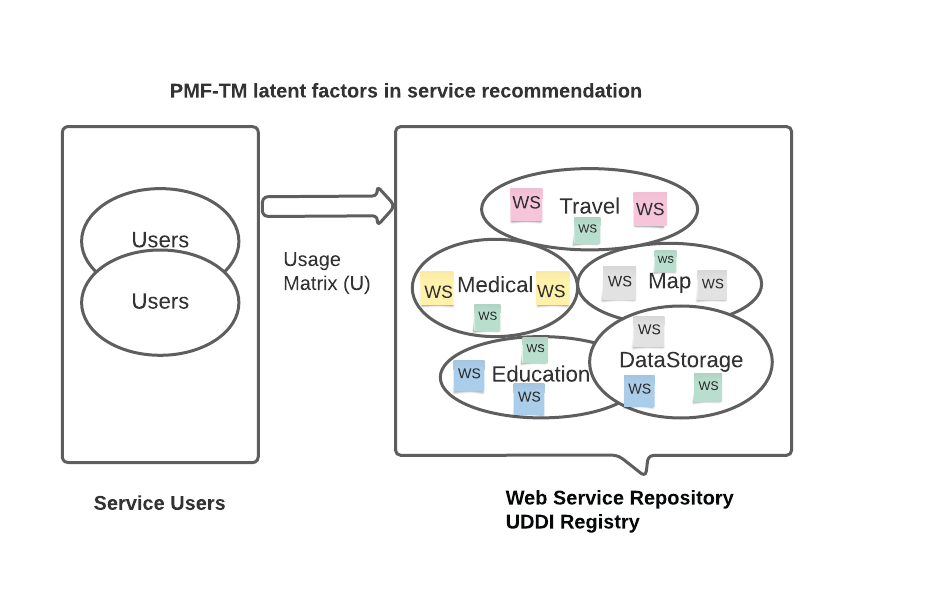 PMF-TM latent factors in service recommendation
Users
Users
Service Users
Usage
Matrix (U)
WS Travel WS
WS
WS Medical WS
WS
WS
WS Map WS
WS
WS Education
WS
WS
DataStorage
WS WS
Web Service Repository
UDDI Registry